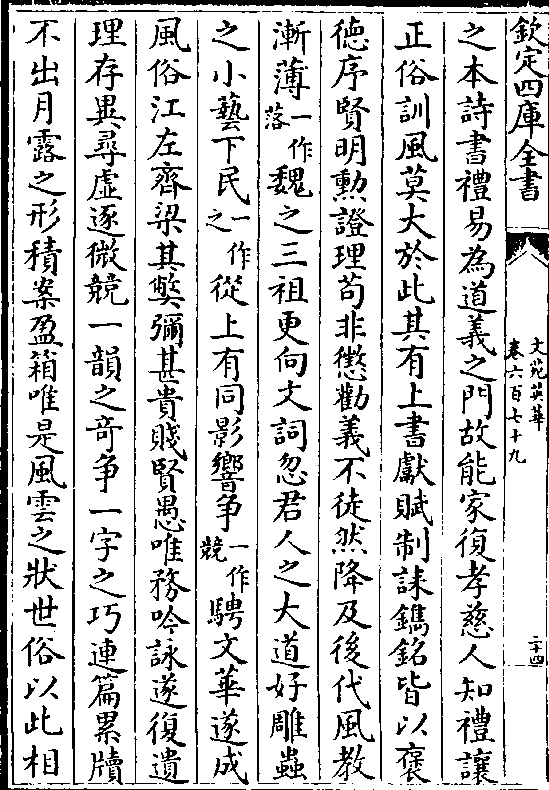 欽定四庫全書
文苑英華
卷六百七十九
二十四
之本詩書禮易為道義之門故能家復孝慈人知禮讓
正俗訓風莫大於此其有上書獻賦制誄鐫銘皆以褒
徳序賢明勲證理苟非懲勸義不徒然降及後代風教
漸薄一作落魏之三祖更向文詞忽君人之大道好雕蟲
之小藝下民一作之從上有同影響争一作競騁文華遂成
風俗江左齊梁其弊彌甚貴賤賢愚唯務吟詠遂復遺
理存異尋虚逐微競一韻之竒争一字之巧連篇累牘
不出月露之形積案盈箱唯是風雲之狀世俗以此相